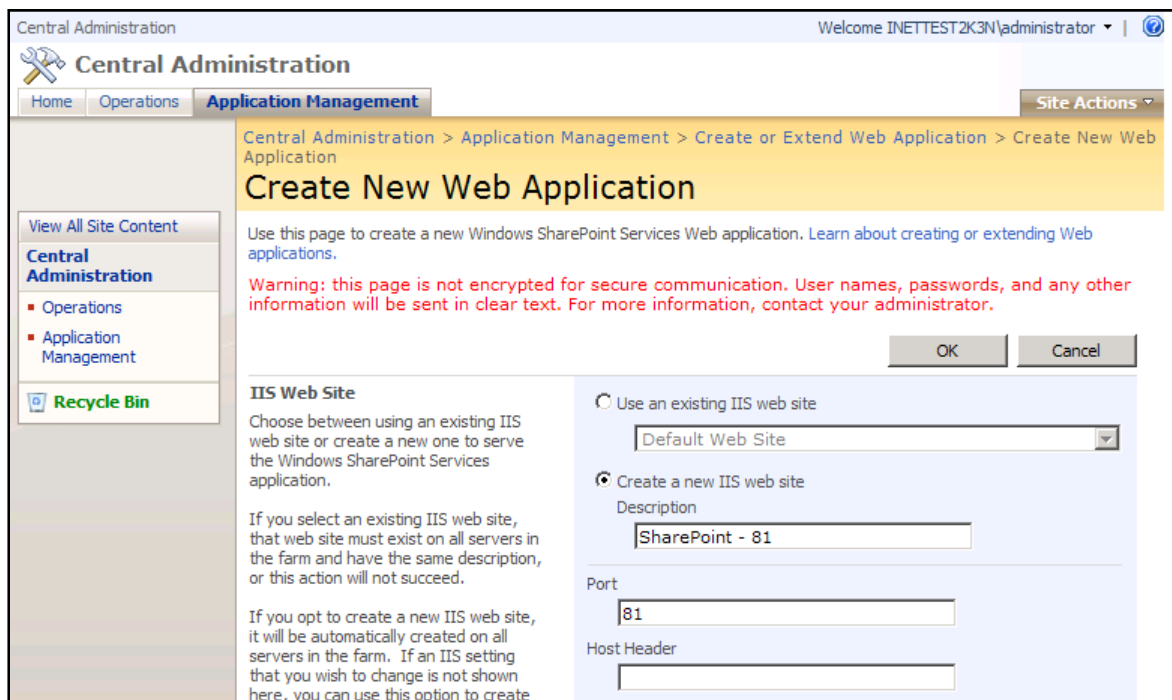 Central Administration
Welcome INETTEST2K3N\administrator
Central Administration
Home
Operations
Application Management
Site Actions
Central Administration > Application Management > Create or Extend Web Application > Create New Web
Application
Create New Web Application
View All Site Content
Central
Administration
Operations
Application
Management
Recycle Bin
Use this page to create a new Windows SharePoint Services Web application. Learn about creating or extending Web
applications.
Warning: this page is not encrypted for secure communication. User names, passwords, and any other
information will be sent in clear text. For more information, contact your administrator.
OK
Cancel
IIS Web Site
Choose between using an existing IIS
web site or create a new one to serve
the Windows SharePoint Services
application.
If you select an existing IIS web site,
that web site must exist on all servers in
the farm and have the same description,
or this action will not succeed.
If you opt to create a new IIS web site,
it will be automatically created on all
servers in the farm. If an IIS setting
that you wish to change is not shown
here, you can use this option to create
Use an existing IIS web site
Default Web Site
Create a new IIS web site
Description
SharePoint - 81
Port
81
Host Header